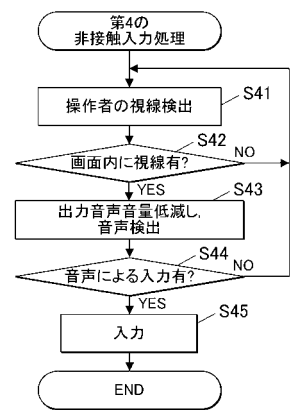 第4の
非接触入力処理
操作者の視線検出
S41
画面内に視線有?
S42
NO
YES
出力音声音量低減し,
音声検出
S43
音声による入力有?
S44
NO
YES
入力
S45
END